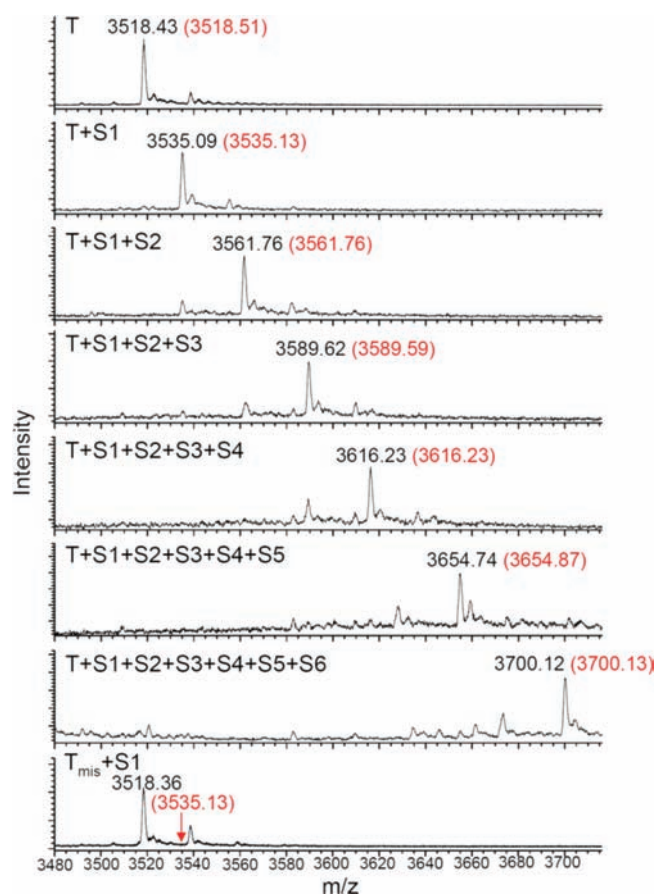 T
3518.43 (3518.51)
T+S1
3535.09 (3535.13)
T+S1+S2
3561.76 (3561.76)
T+S1+S2+S3
3589.62 (3589.59)
T+S1+S2+S3+S4
3616.23 (3616.23)
T+S1+S2+S3+S4+S5
3654.74 (3654.87)
T+S1+S2+S3+S4+S5+S6
3700.12 (3700.13)
Tmis+S1
3518.36
(3535.13)
Intensity
3480 3500 3520 3540 3560 3580 3600 3620 3640 3660 3680 3700
m/z